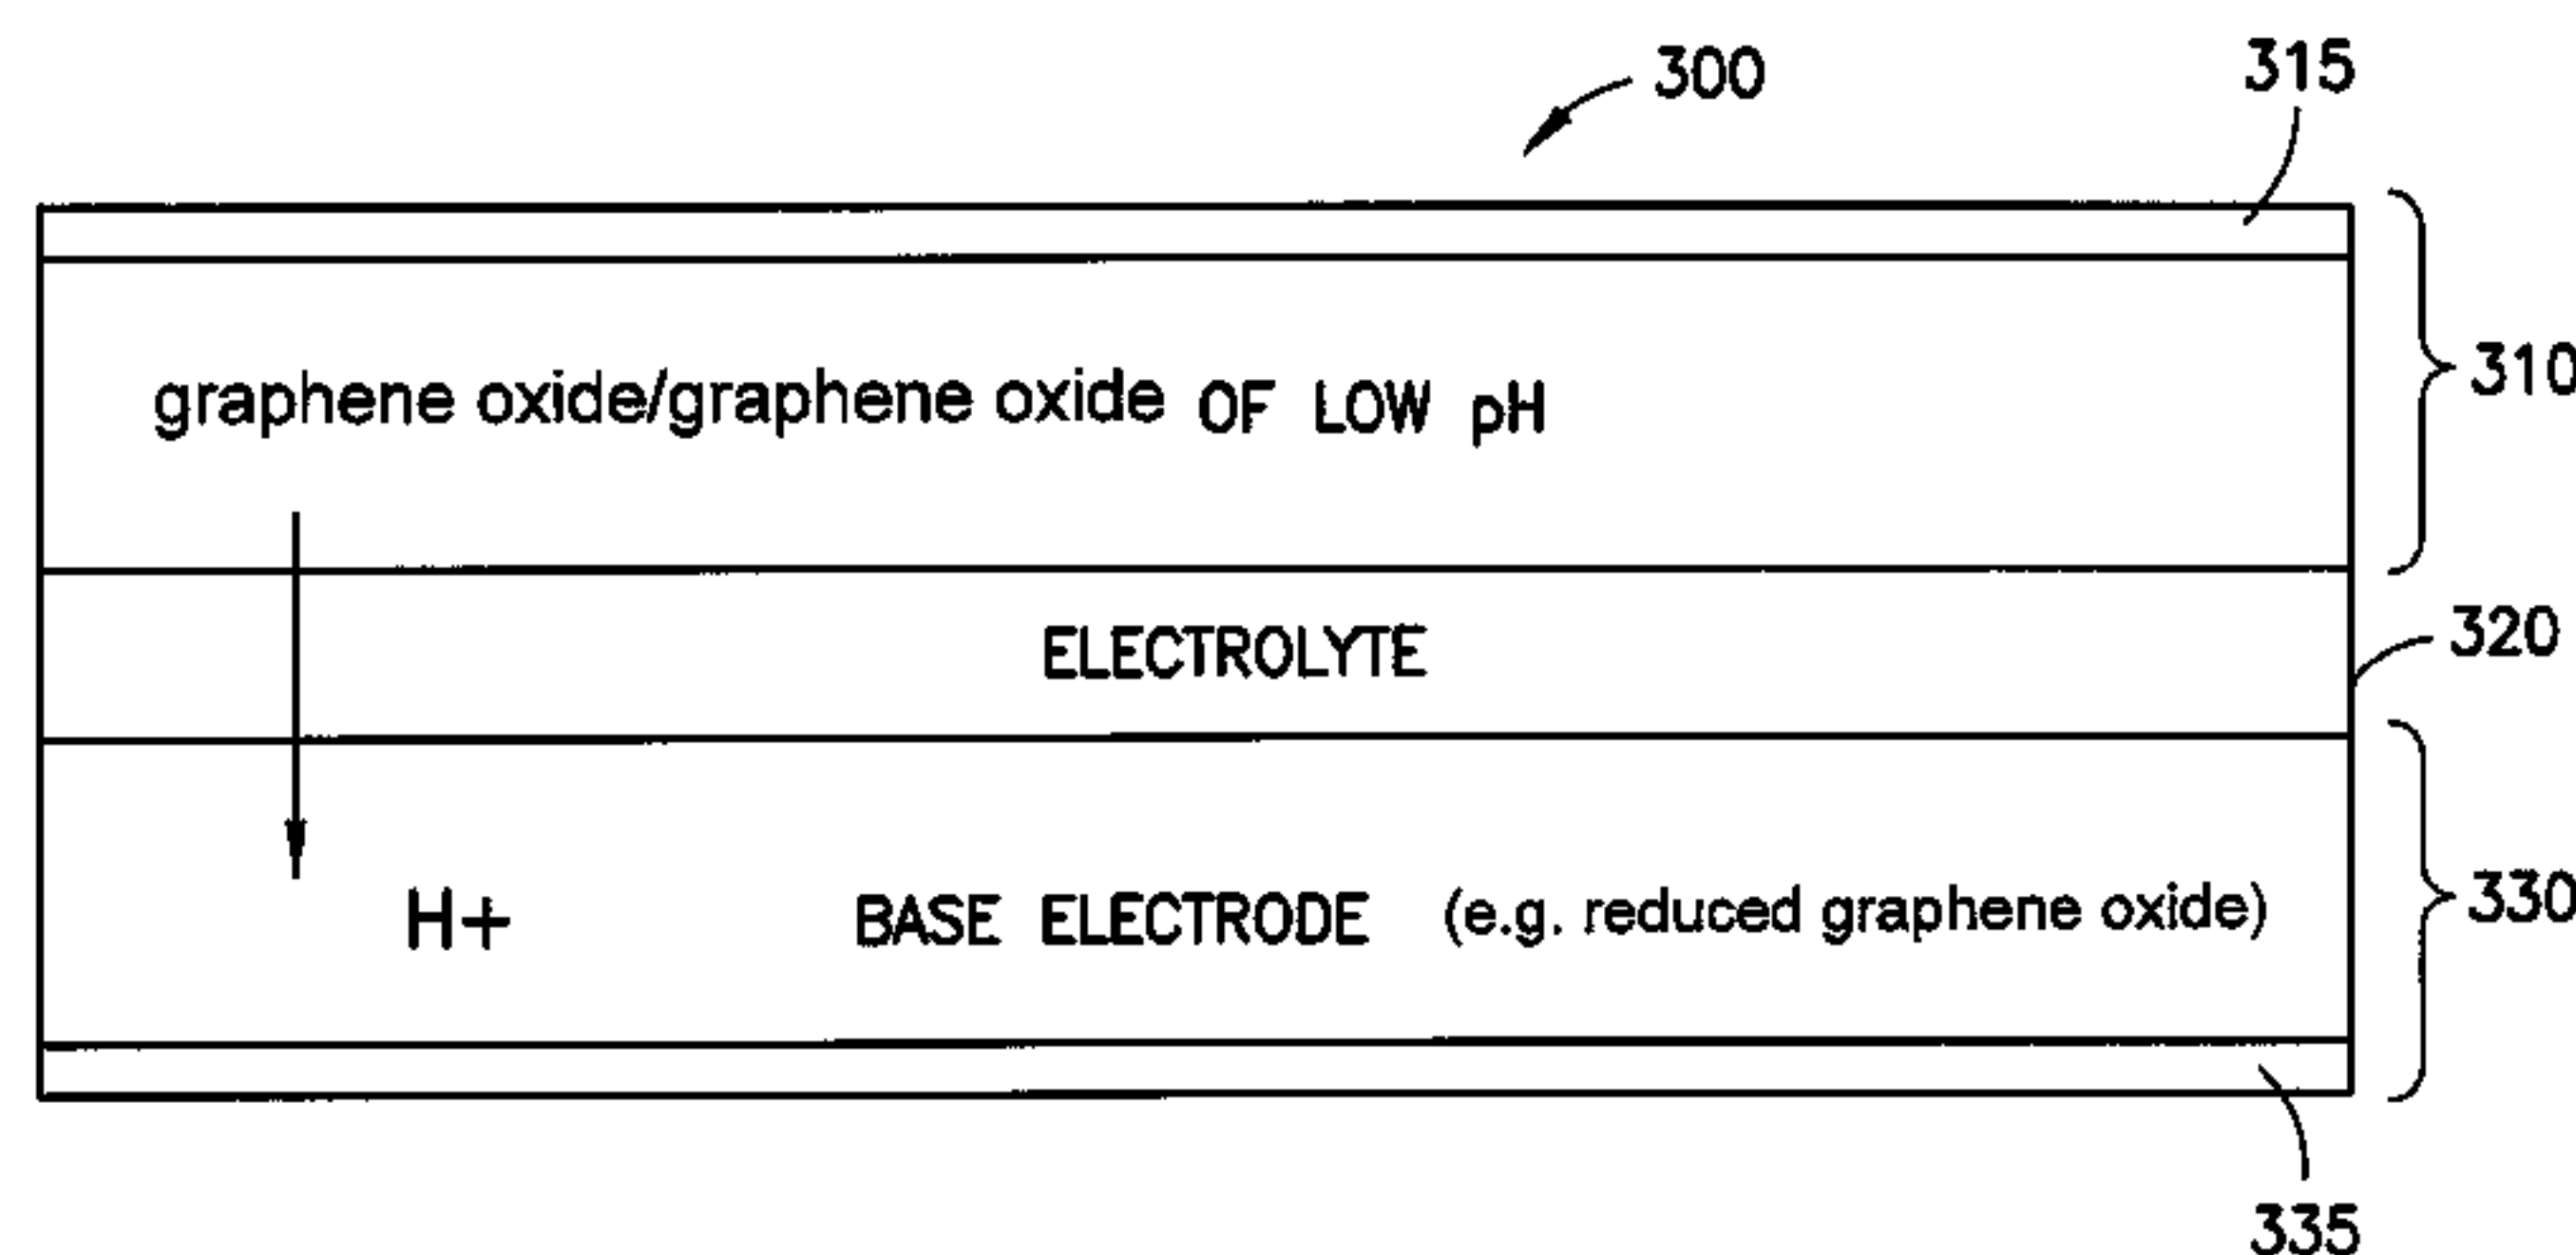 300
315
graphene oxide/graphene oxide OF LOW pH
310
ELECTROLYTE
320
H+ BASE ELECTRODE (e.g. reduced graphene oxide)
330
335